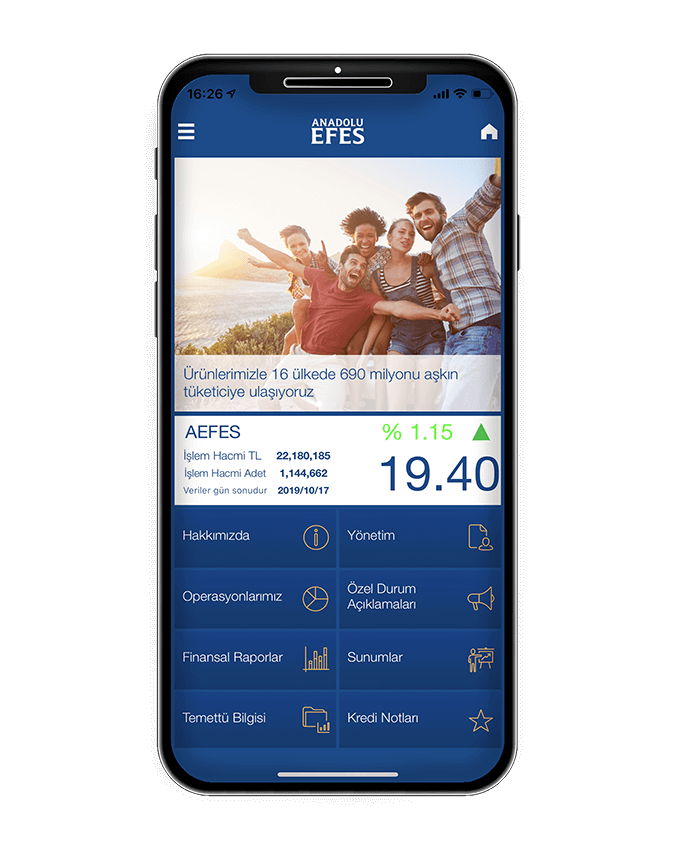 16:26
ANADOLU
EFES
Ürünlerimizle 16 ülkede 690 milyonu aşkın
tüketiciye ulaşıyoruz
AEFES % 1.15
İşlem Hacmi TL 22,180,185
19.40
İşlem Hacmi Adet 1,144,662
Veriler gün sonudur 2019/10/17
Hakkımızda
Yönetim
Operasyonlarımız
Özel Durum
Açıklamaları
Finansal Raporlar
Sunumlar
Temettü Bilgisi
Kredi Notları